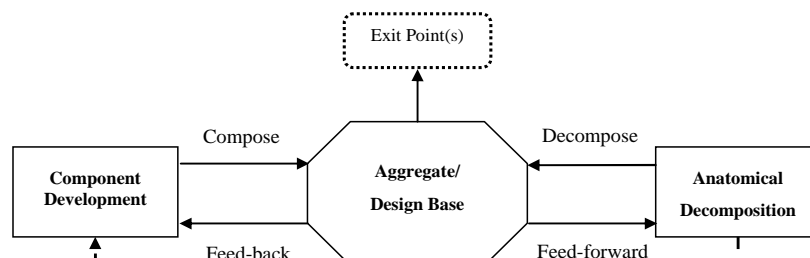 Exit Point(s)
Compose
Decompose
Component
Development
Aggregate/
Design Base
Anatomical
Decomposition
Feed-back
Feed-forward